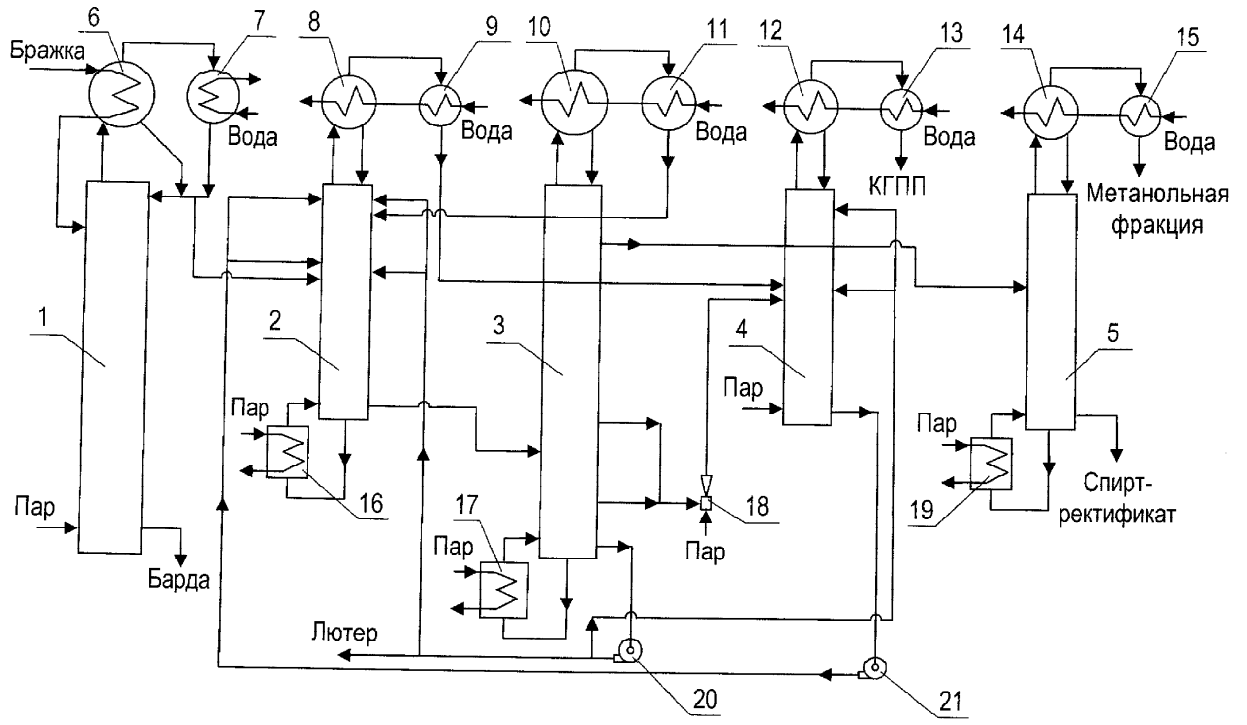 6
7
8
9
10
11
12
13
14
15
Бражка
Вода
Вода
Вода
Вода
Вода
КГПП
Метанольная
фракция
1
2
3
4
5
Пар
Пар
Пар
Пар
Пар
Пар
16
17
18
19
Спирт-
ректификат
Барда
Лютер
20
21